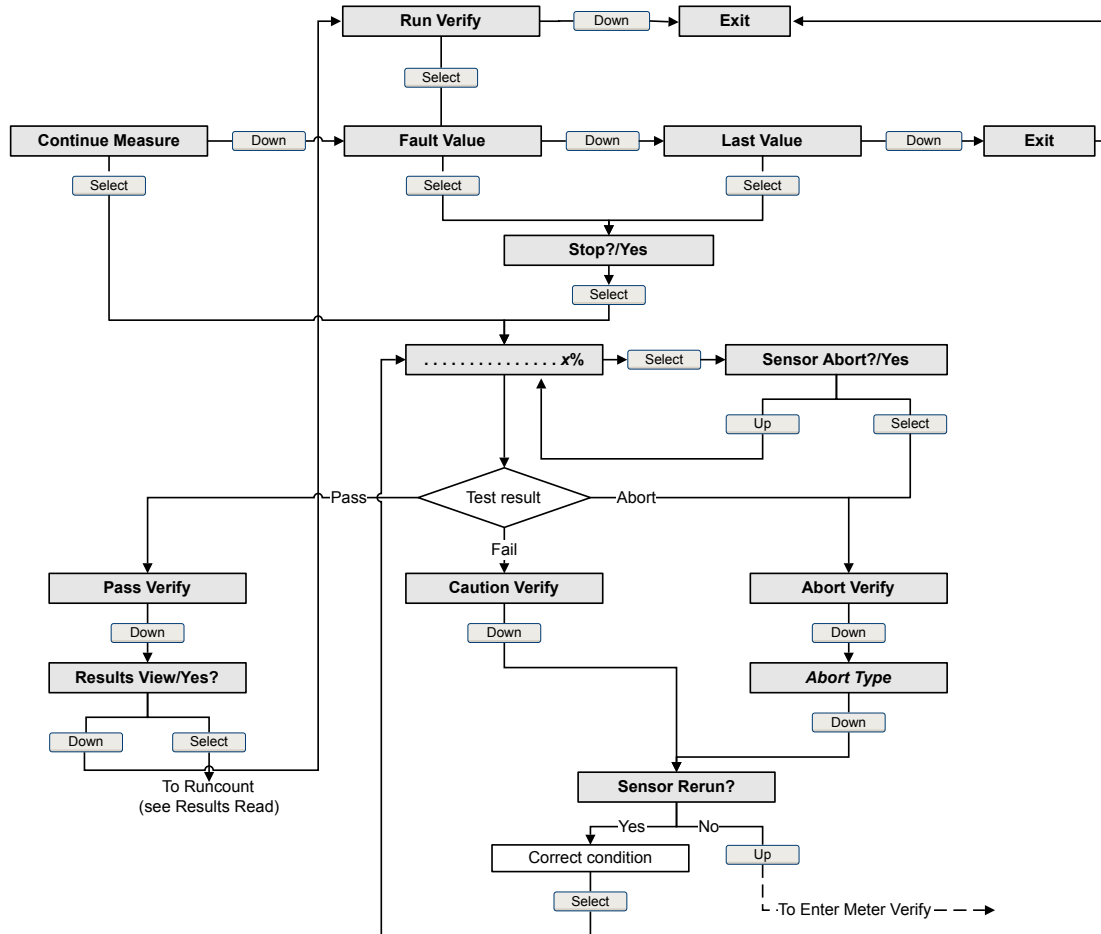 Run Verify
Down
Exit
Select
Continue Measure
Down
Fault Value
Down
Last Value
Down
Exit
Select
Select
Select
Stop?/Yes
Select
. . . . . . . . . . . . . . . x%
Select
Sensor Abort?/Yes
Up
Select
Pass
Test result
Abort
Fail
Pass Verify
Caution Verify
Abort Verify
Down
Down
Down
Results View/Yes?
Abort Type
Down
Select
Down
To Runcount
(see Results Read)
Sensor Rerun?
Yes
No
Correct condition
Up
Select
To Enter Meter Verify